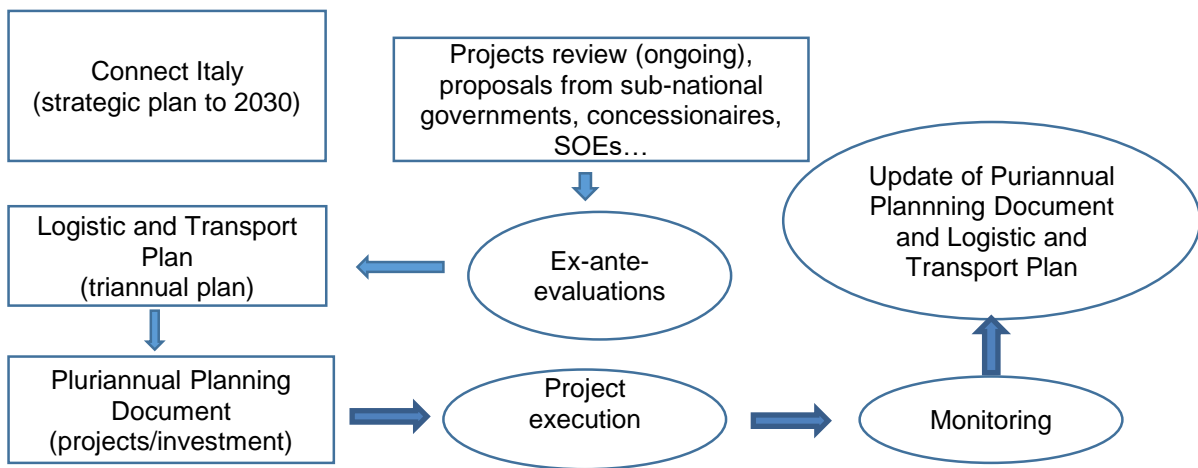 Connect Italy
(strategic plan to 2030)
Projects review (ongoing),
proposals from sub-national
governments, concessionaires,
SOEs…
Update of Puriannual
Plannning Document
and Logistic and
Transport Plan
Logistic and Transport
Plan
(triannual plan)
Ex-ante-
evaluations
Pluriannual Planning
Document
(projects/investment)
Project
execution
Monitoring